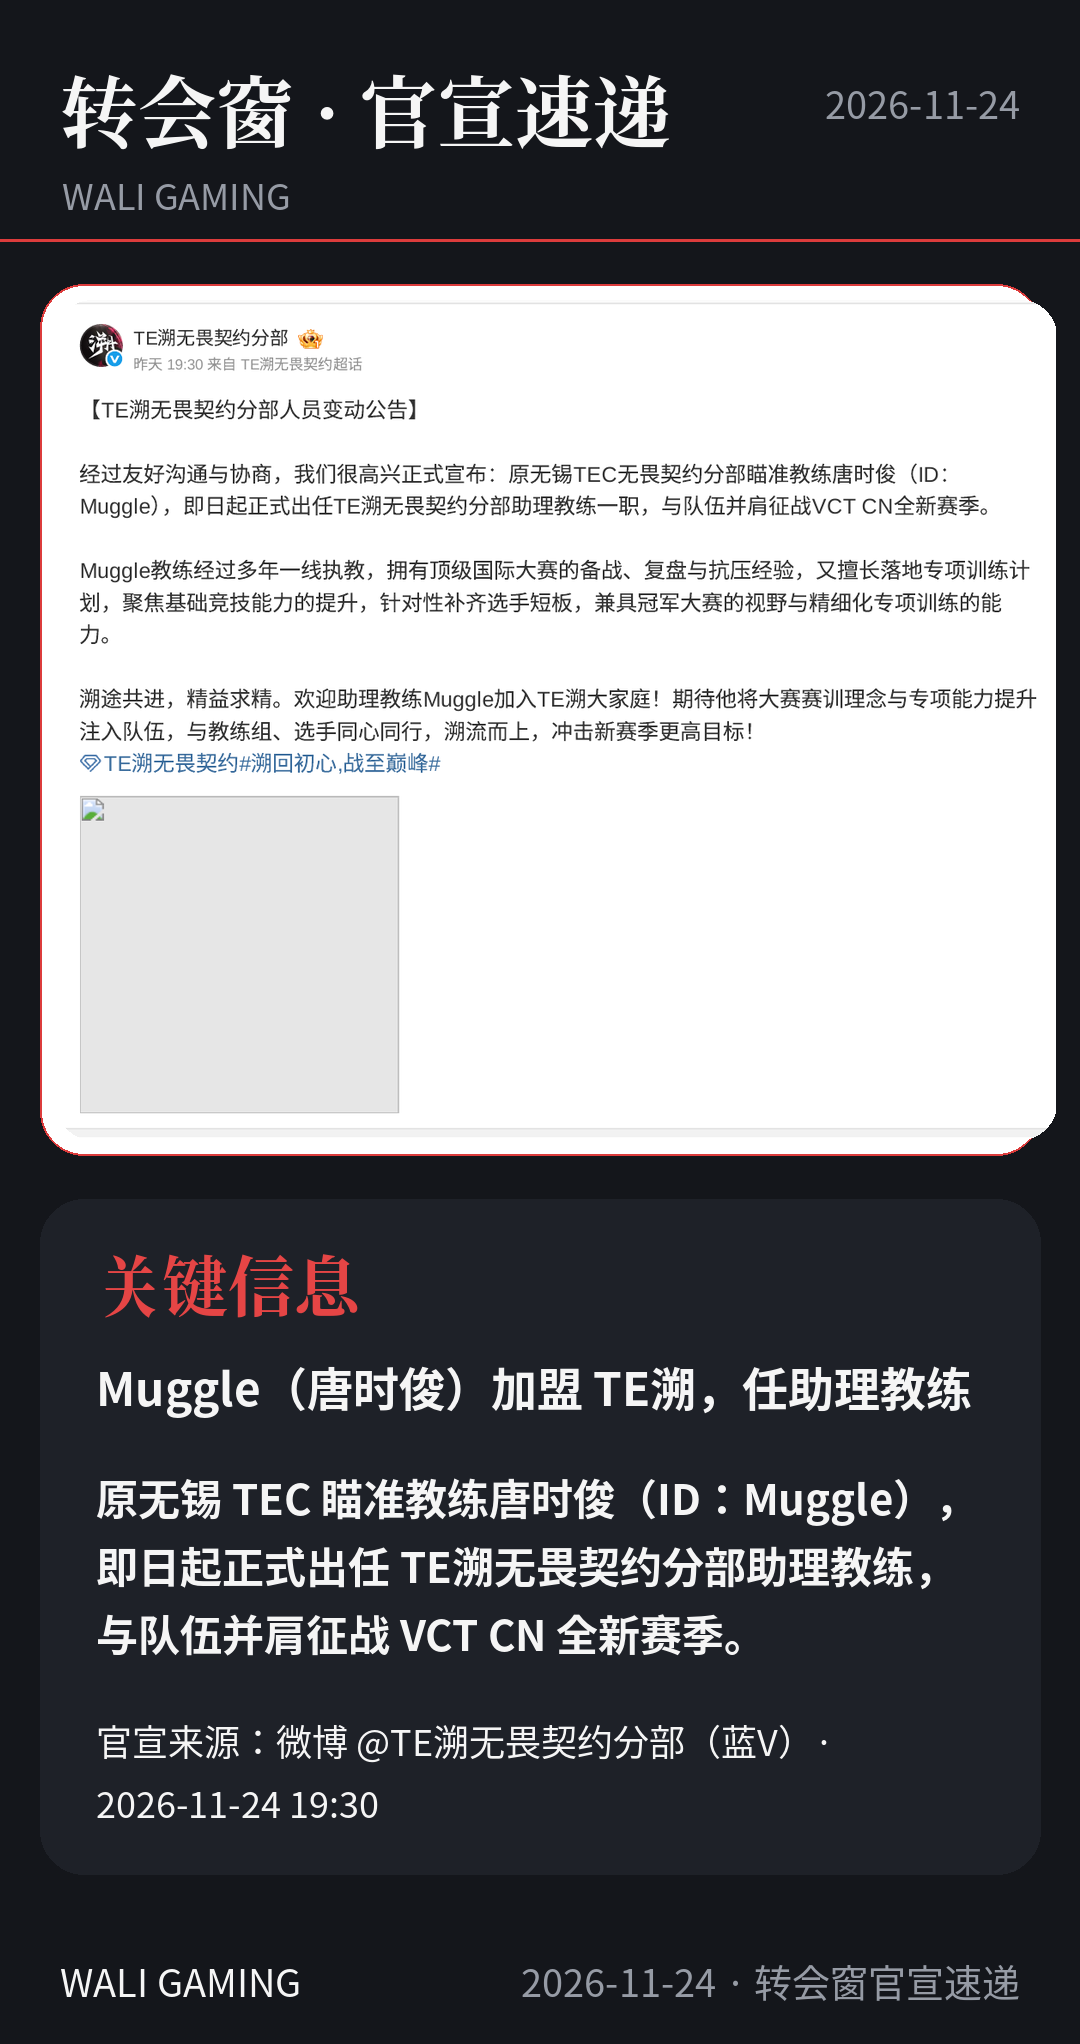 转会窗 · 官宣速递
2026-11-24
WALI GAMING
TE溯无畏契约分部
昨天 19:30 来自 TE溯无畏契约超话
【TE溯无畏契约分部人员变动公告】
经过友好沟通与协商，我们很高兴正式宣布：原无锡TEC无畏契约分部瞄准教练唐时俊（ID：
Muggle），即日起正式出任TE溯无畏契约分部助理教练一职，与队伍并肩征战VCT CN全新赛季。
Muggle教练经过多年一线执教，拥有顶级国际大赛的备战、复盘与抗压经验，又擅长落地专项训练计
划，聚焦基础竞技能力的提升，针对性补齐选手短板，兼具冠军大赛的视野与精细化专项训练的能
力。
溯途共进，精益求精。欢迎助理教练Muggle加入TE溯大家庭！期待他将大赛赛训理念与专项能力提升
注入队伍，与教练组、选手同心同行，溯流而上，冲击新赛季更高目标！
TE溯无畏契约#溯回初心,战至巅峰#
关键信息
Muggle（唐时俊）加盟 TE溯，任助理教练
原无锡 TEC 瞄准教练唐时俊（ID：Muggle），
即日起正式出任 TE溯无畏契约分部助理教练，
与队伍并肩征战 VCT CN 全新赛季。
官宣来源：微博 @TE溯无畏契约分部（蓝V） ·
2026-11-24 19:30
WALI GAMING
2026-11-24 · 转会窗官宣速递